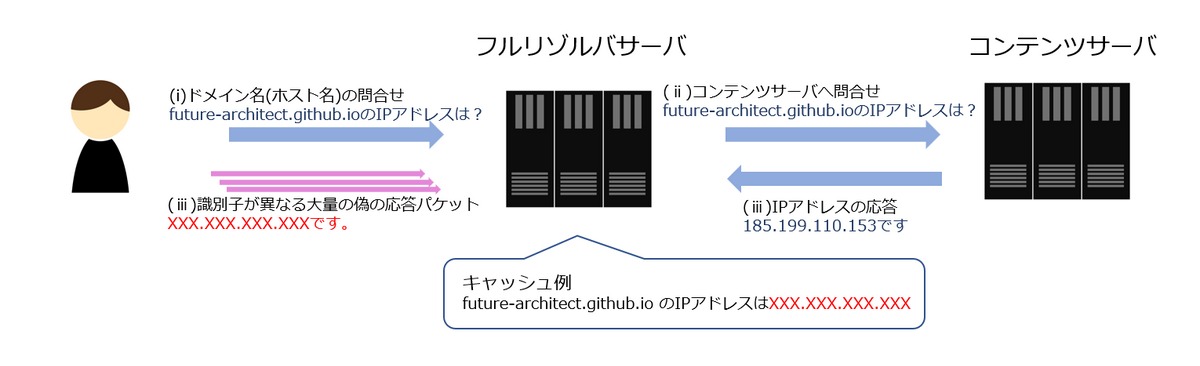 フルリゾルバサーバ
コンテンツサーバ
(ⅰ)ドメイン名(ホスト名)の問合せ
future-architect.github.ioのIPアドレスは？
(ⅱ)コンテンツサーバへ問合せ
future-architect.github.ioのIPアドレスは？
(ⅲ)識別子が異なる大量の偽の応答パケット
XXX.XXX.XXX.XXXです。
(ⅲ)IPアドレスの応答
185.199.110.153です
キャッシュ例
future-architect.github.io のIPアドレスはXXX.XXX.XXX.XXX